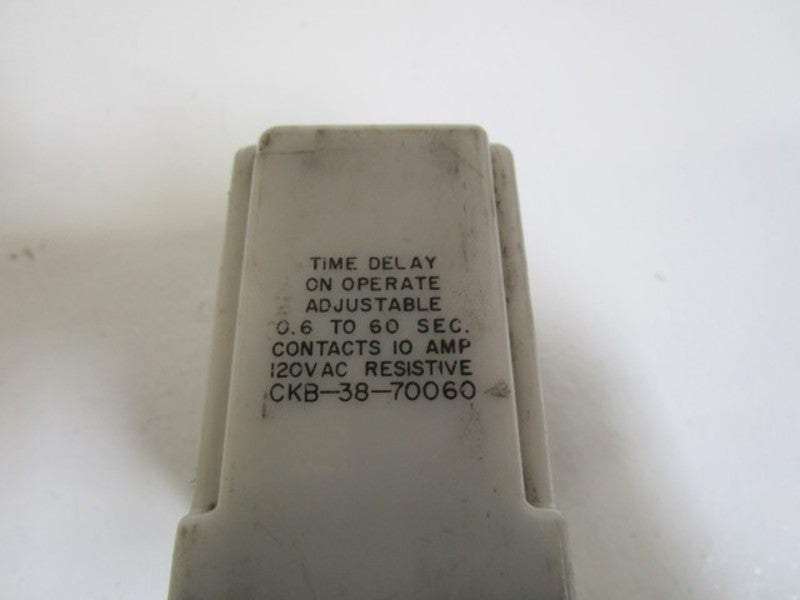 TIME DELAY
ON OPERATE
ADJUSTABLE
0.6 TO 60 SEC.
CONTACTS 10 AMP
120VAC RESISTIVE
CKB-38-70060